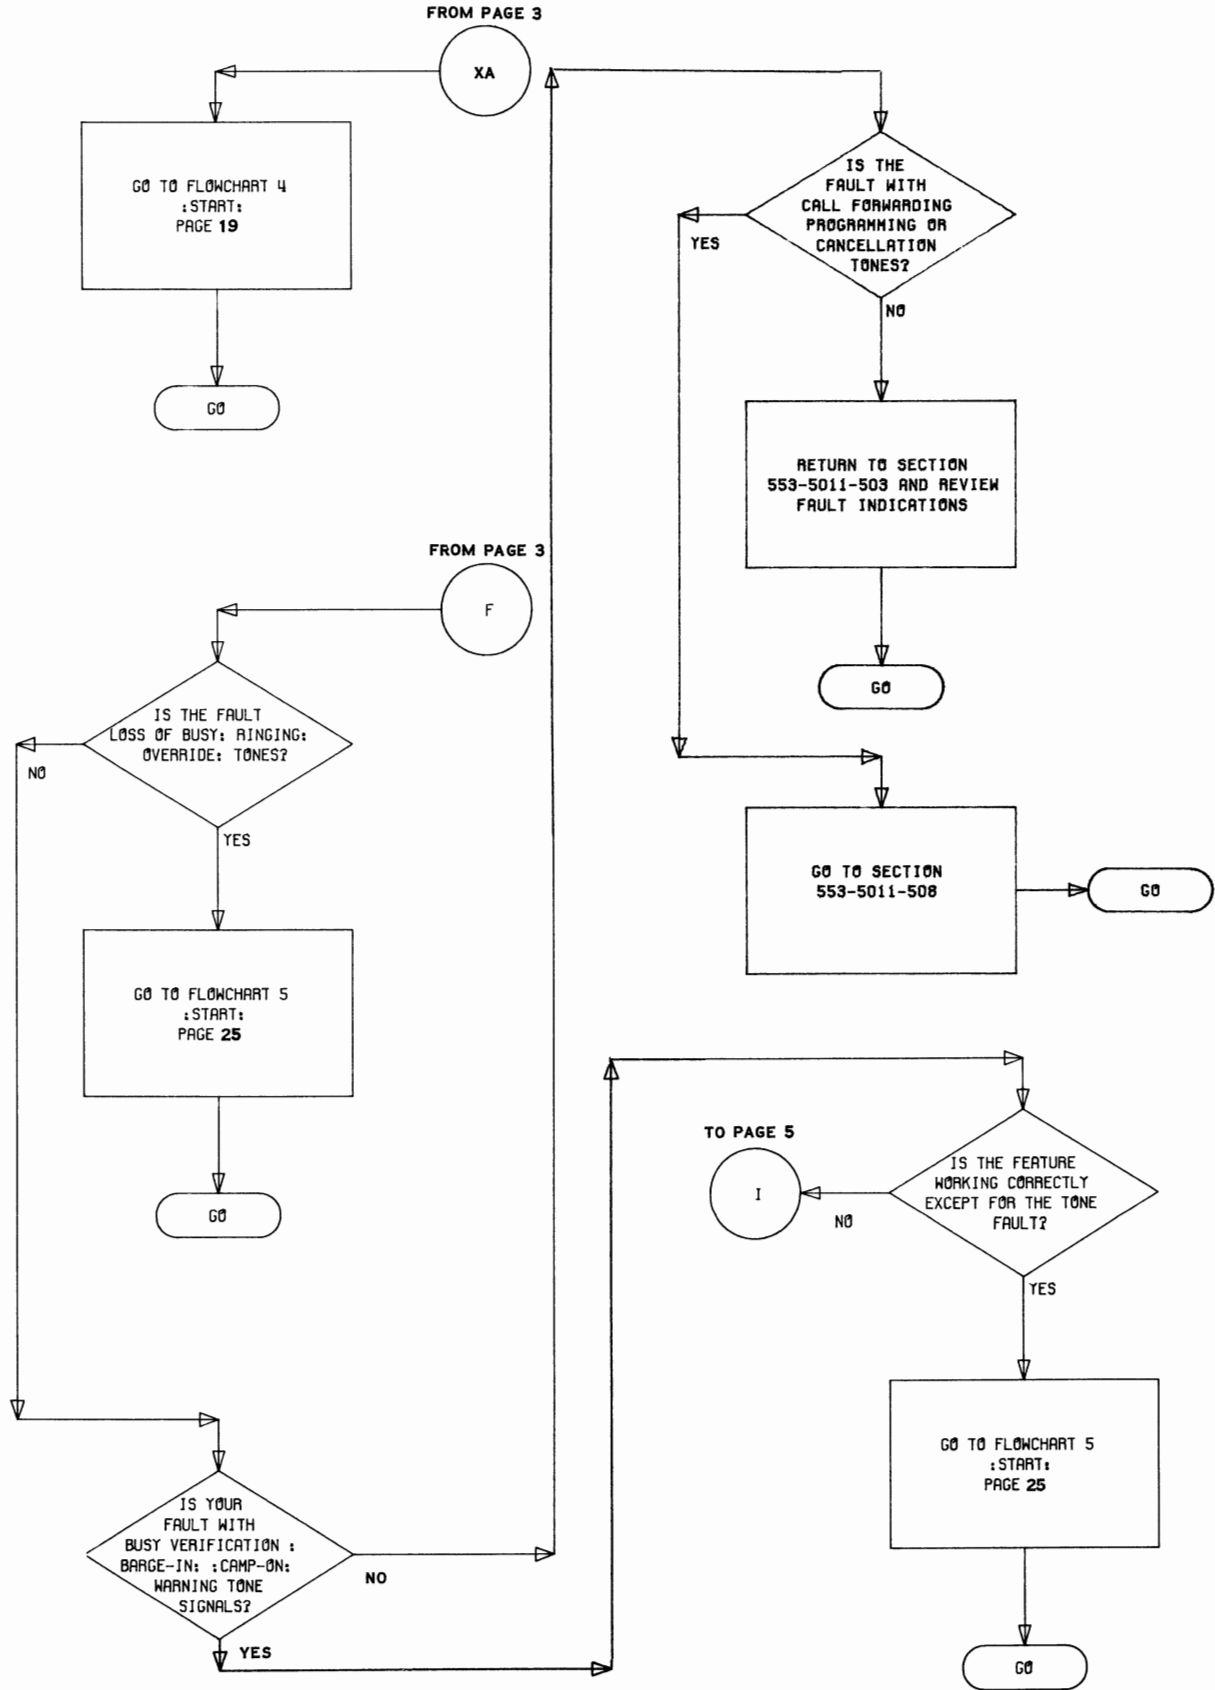 FROM PAGE 3
XA
GO TO FLOWCHART 4
:START:
PAGE 19
GO
FROM PAGE 3
F
IS THE FAULT
LOSS OF BUSY: RINGING:
OVERRIDE: TONES?
NO
YES
GO TO FLOWCHART 5
:START:
PAGE 25
GO
IS YOUR
FAULT WITH
BUSY VERIFICATION :
BARGE-IN: :CAMP-ON:
WARNING TONE
SIGNALS?
NO
YES
IS THE
FAULT WITH
CALL FORWARDING
PROGRAMMING OR
CANCELLATION
TONES?
YES
NO
RETURN TO SECTION
553-5011-503 AND REVIEW
FAULT INDICATIONS
GO
GO TO SECTION
553-5011-508
GO
TO PAGE 5
I
IS THE FEATURE
WORKING CORRECTLY
EXCEPT FOR THE TONE
FAULT?
NO
YES
GO TO FLOWCHART 5
:START:
PAGE 25
GO